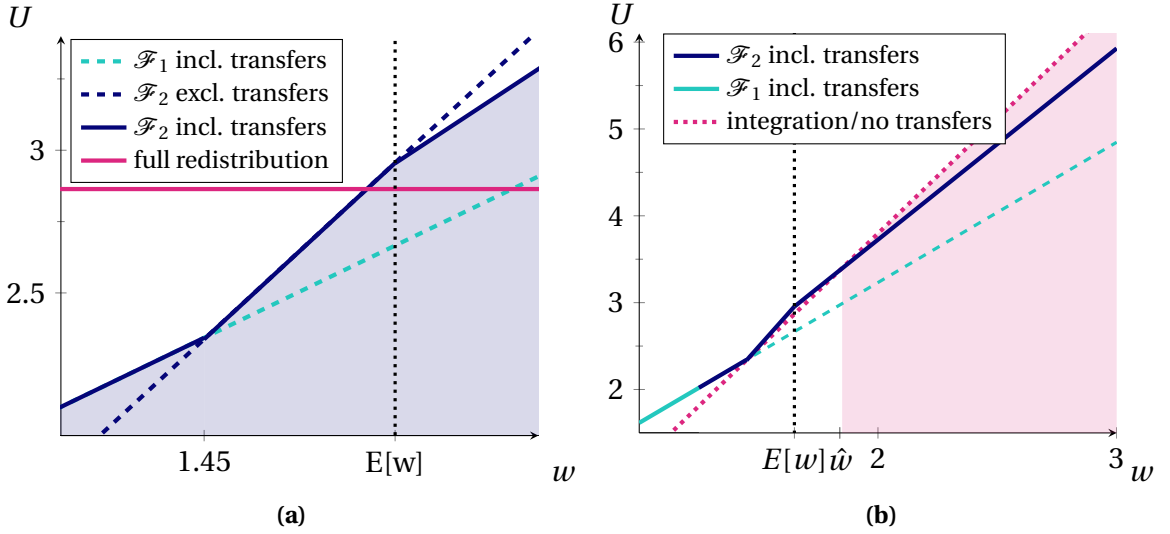 U
ℱ₁ incl. transfers
ℱ₂ excl. transfers
ℱ₂ incl. transfers
full redistribution
3
2.5
1.45
E[w]
w
(a)
U
ℱ₂ incl. transfers
ℱ₁ incl. transfers
integration/no transfers
6
5
4
3
2
E[w] ŵ 2 3
w
(b)